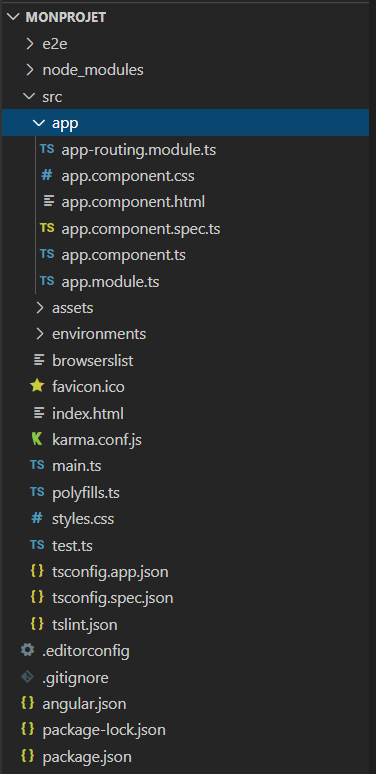 MONPROJET
e2e
node_modules
src
app
TS app-routing.module.ts
# app.component.css
app.component.html
TS app.component.spec.ts
TS app.component.ts
TS app.module.ts
assets
environments
browserslist
favicon.ico
index.html
karma.conf.js
TS main.ts
TS polyfills.ts
# styles.css
TS test.ts
{} tsconfig.app.json
{} tsconfig.spec.json
{} tslint.json
.editorconfig
.gitignore
{} angular.json
{} package-lock.json
{} package.json